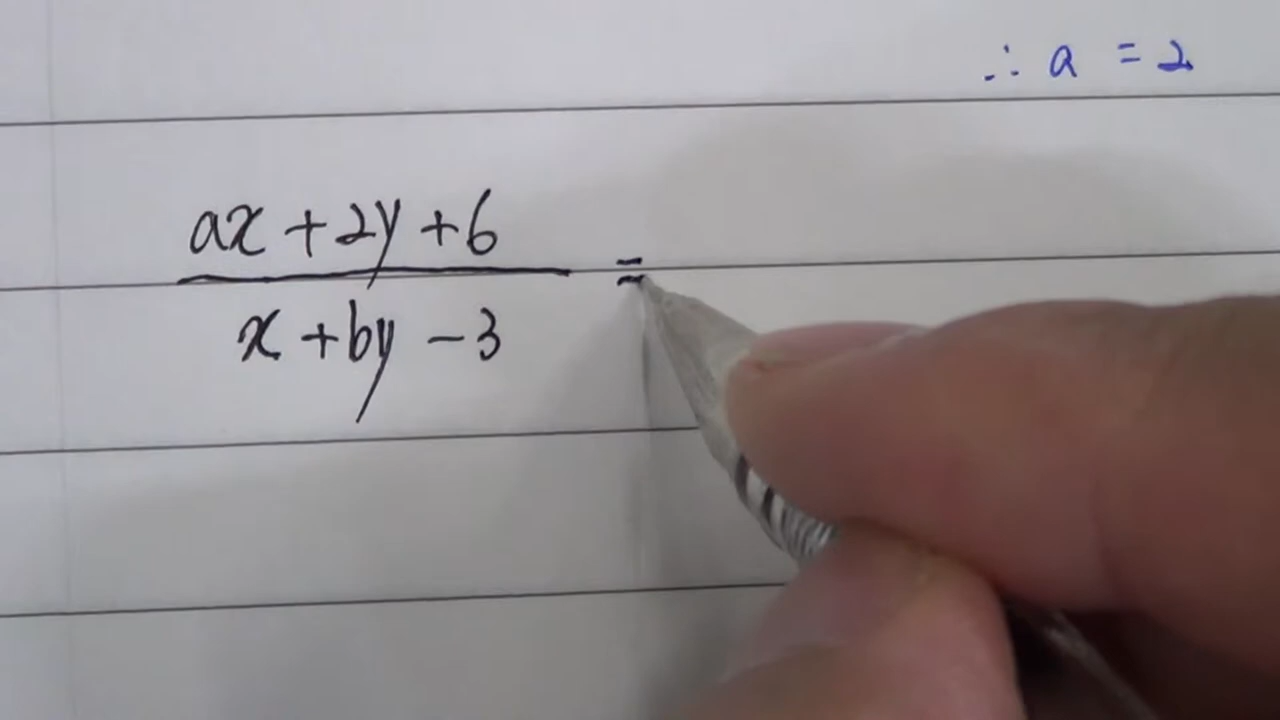 ∴ a = 2
ax + 2y + 6 =
x + by - 3